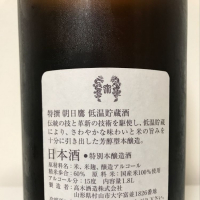 特撰 朝日鷹 低温貯蔵酒
伝統の技と革新の技術を駆使し、低温貯蔵に
より、さわやかな味わいと米の旨みを
十分に引き出した芳醇型本醸造。
日本酒 ●特別本醸造酒
原材料名：米、米麹、醸造アルコール
精米歩合：60% 原料米：国産米100%使用
アルコール分：15度 内容量1.8L
製造者：高木酒造株式会社
山形県村山市大字富並1826番地